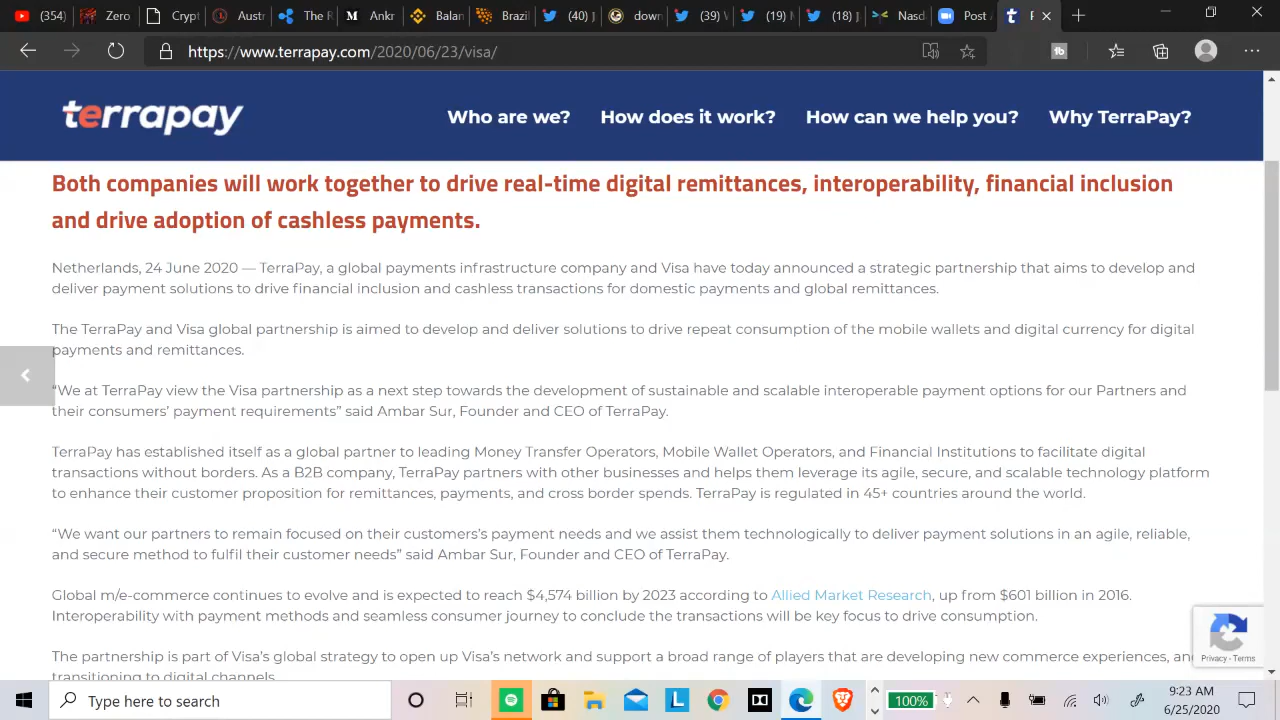 (354) Zero Crypt Austr The R Ankr Balan Brazi (40) J down (39) V (19) M (18) J Nasd Post
https://www.terrapay.com/2020/06/23/visa/
terrapay Who are we? How does it work? How can we help you? Why TerraPay?
Both companies will work together to drive real-time digital remittances, interoperability, financial inclusion
and drive adoption of cashless payments.
Netherlands, 24 June 2020 — TerraPay, a global payments infrastructure company and Visa have today announced a strategic partnership that aims to develop and
deliver payment solutions to drive financial inclusion and cashless transactions for domestic payments and global remittances.
The TerraPay and Visa global partnership is aimed to develop and deliver solutions to drive repeat consumption of the mobile wallets and digital currency for digital
payments and remittances.
“We at TerraPay view the Visa partnership as a next step towards the development of sustainable and scalable interoperable payment options for our Partners and
their consumers’ payment requirements” said Ambar Sur, Founder and CEO of TerraPay.
TerraPay has established itself as a global partner to leading Money Transfer Operators, Mobile Wallet Operators, and Financial Institutions to facilitate digital
transactions without borders. As a B2B company, TerraPay partners with other businesses and helps them leverage its agile, secure, and scalable technology platform
to enhance their customer proposition for remittances, payments, and cross border spends. TerraPay is regulated in 45+ countries around the world.
“We want our partners to remain focused on their customers’s payment needs and we assist them technologically to deliver payment solutions in an agile, reliable,
and secure method to fulfil their customer needs” said Ambar Sur, Founder and CEO of TerraPay.
Global m/e-commerce continues to evolve and is expected to reach $4,574 billion by 2023 according to Allied Market Research, up from $601 billion in 2016.
Interoperability with payment methods and seamless consumer journey to conclude the transactions will be key focus to drive consumption.
The partnership is part of Visa’s global strategy to open up Visa’s network and support a broad range of players that are developing new commerce experiences, and
transitioning to digital channels.
Privacy - Terms
Type here to search
100%
9:23 AM
6/25/2020